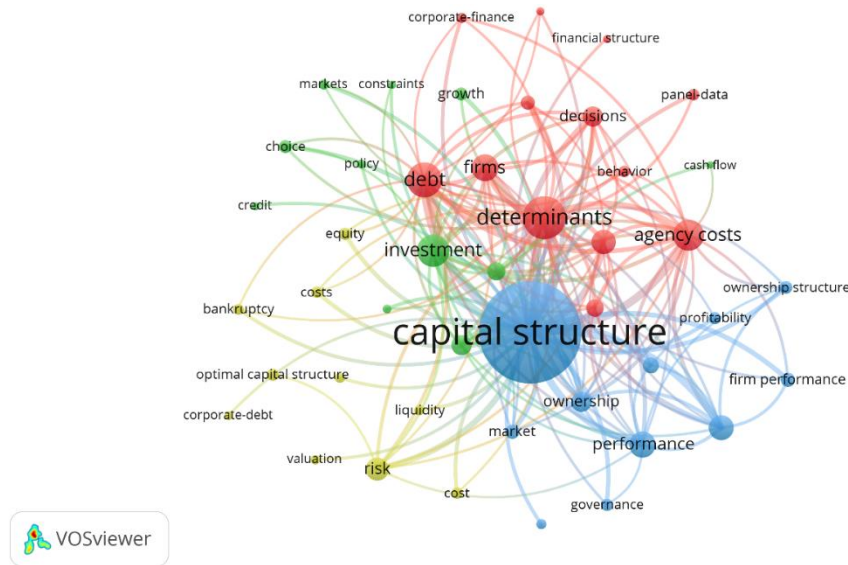 corporate-finance
financial structure
markets
constraints
growth
panel-data
decisions
choice
policy
firms
debt
behavior
cash flow
credit
determinants
equity
investment
agency costs
costs
ownership structure
bankruptcy
profitability
capital structure
optimal capital structure
firm performance
ownership
liquidity
corporate-debt
market
performance
valuation
risk
cost
governance
VOSviewer